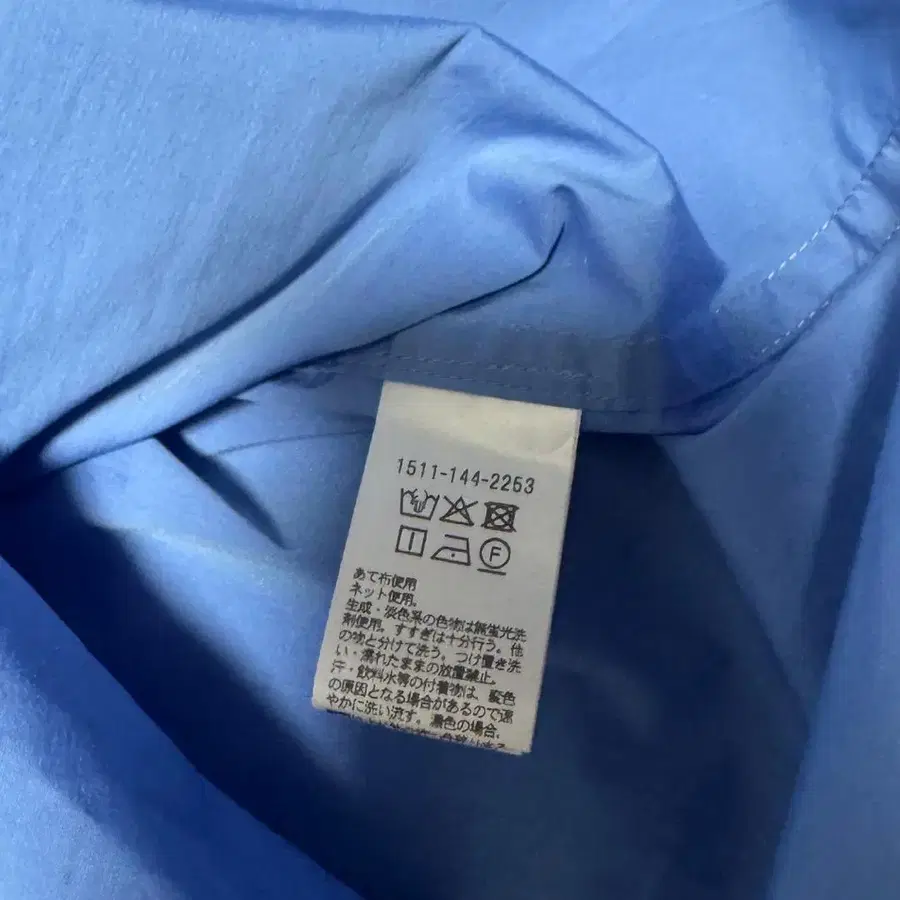 1511-144-2253
F
あて布使用
ネット使用。
生成・淡色系の色物は無蛍光洗
剤使用。すすぎは十分行う。他
の物と分けて洗う。つけ置き洗
い・濡れたままの放置禁止。
汗・飲料水等の付着物は、変色
の原因となる場合があるので速
やかに洗い流す。濃色の場合、